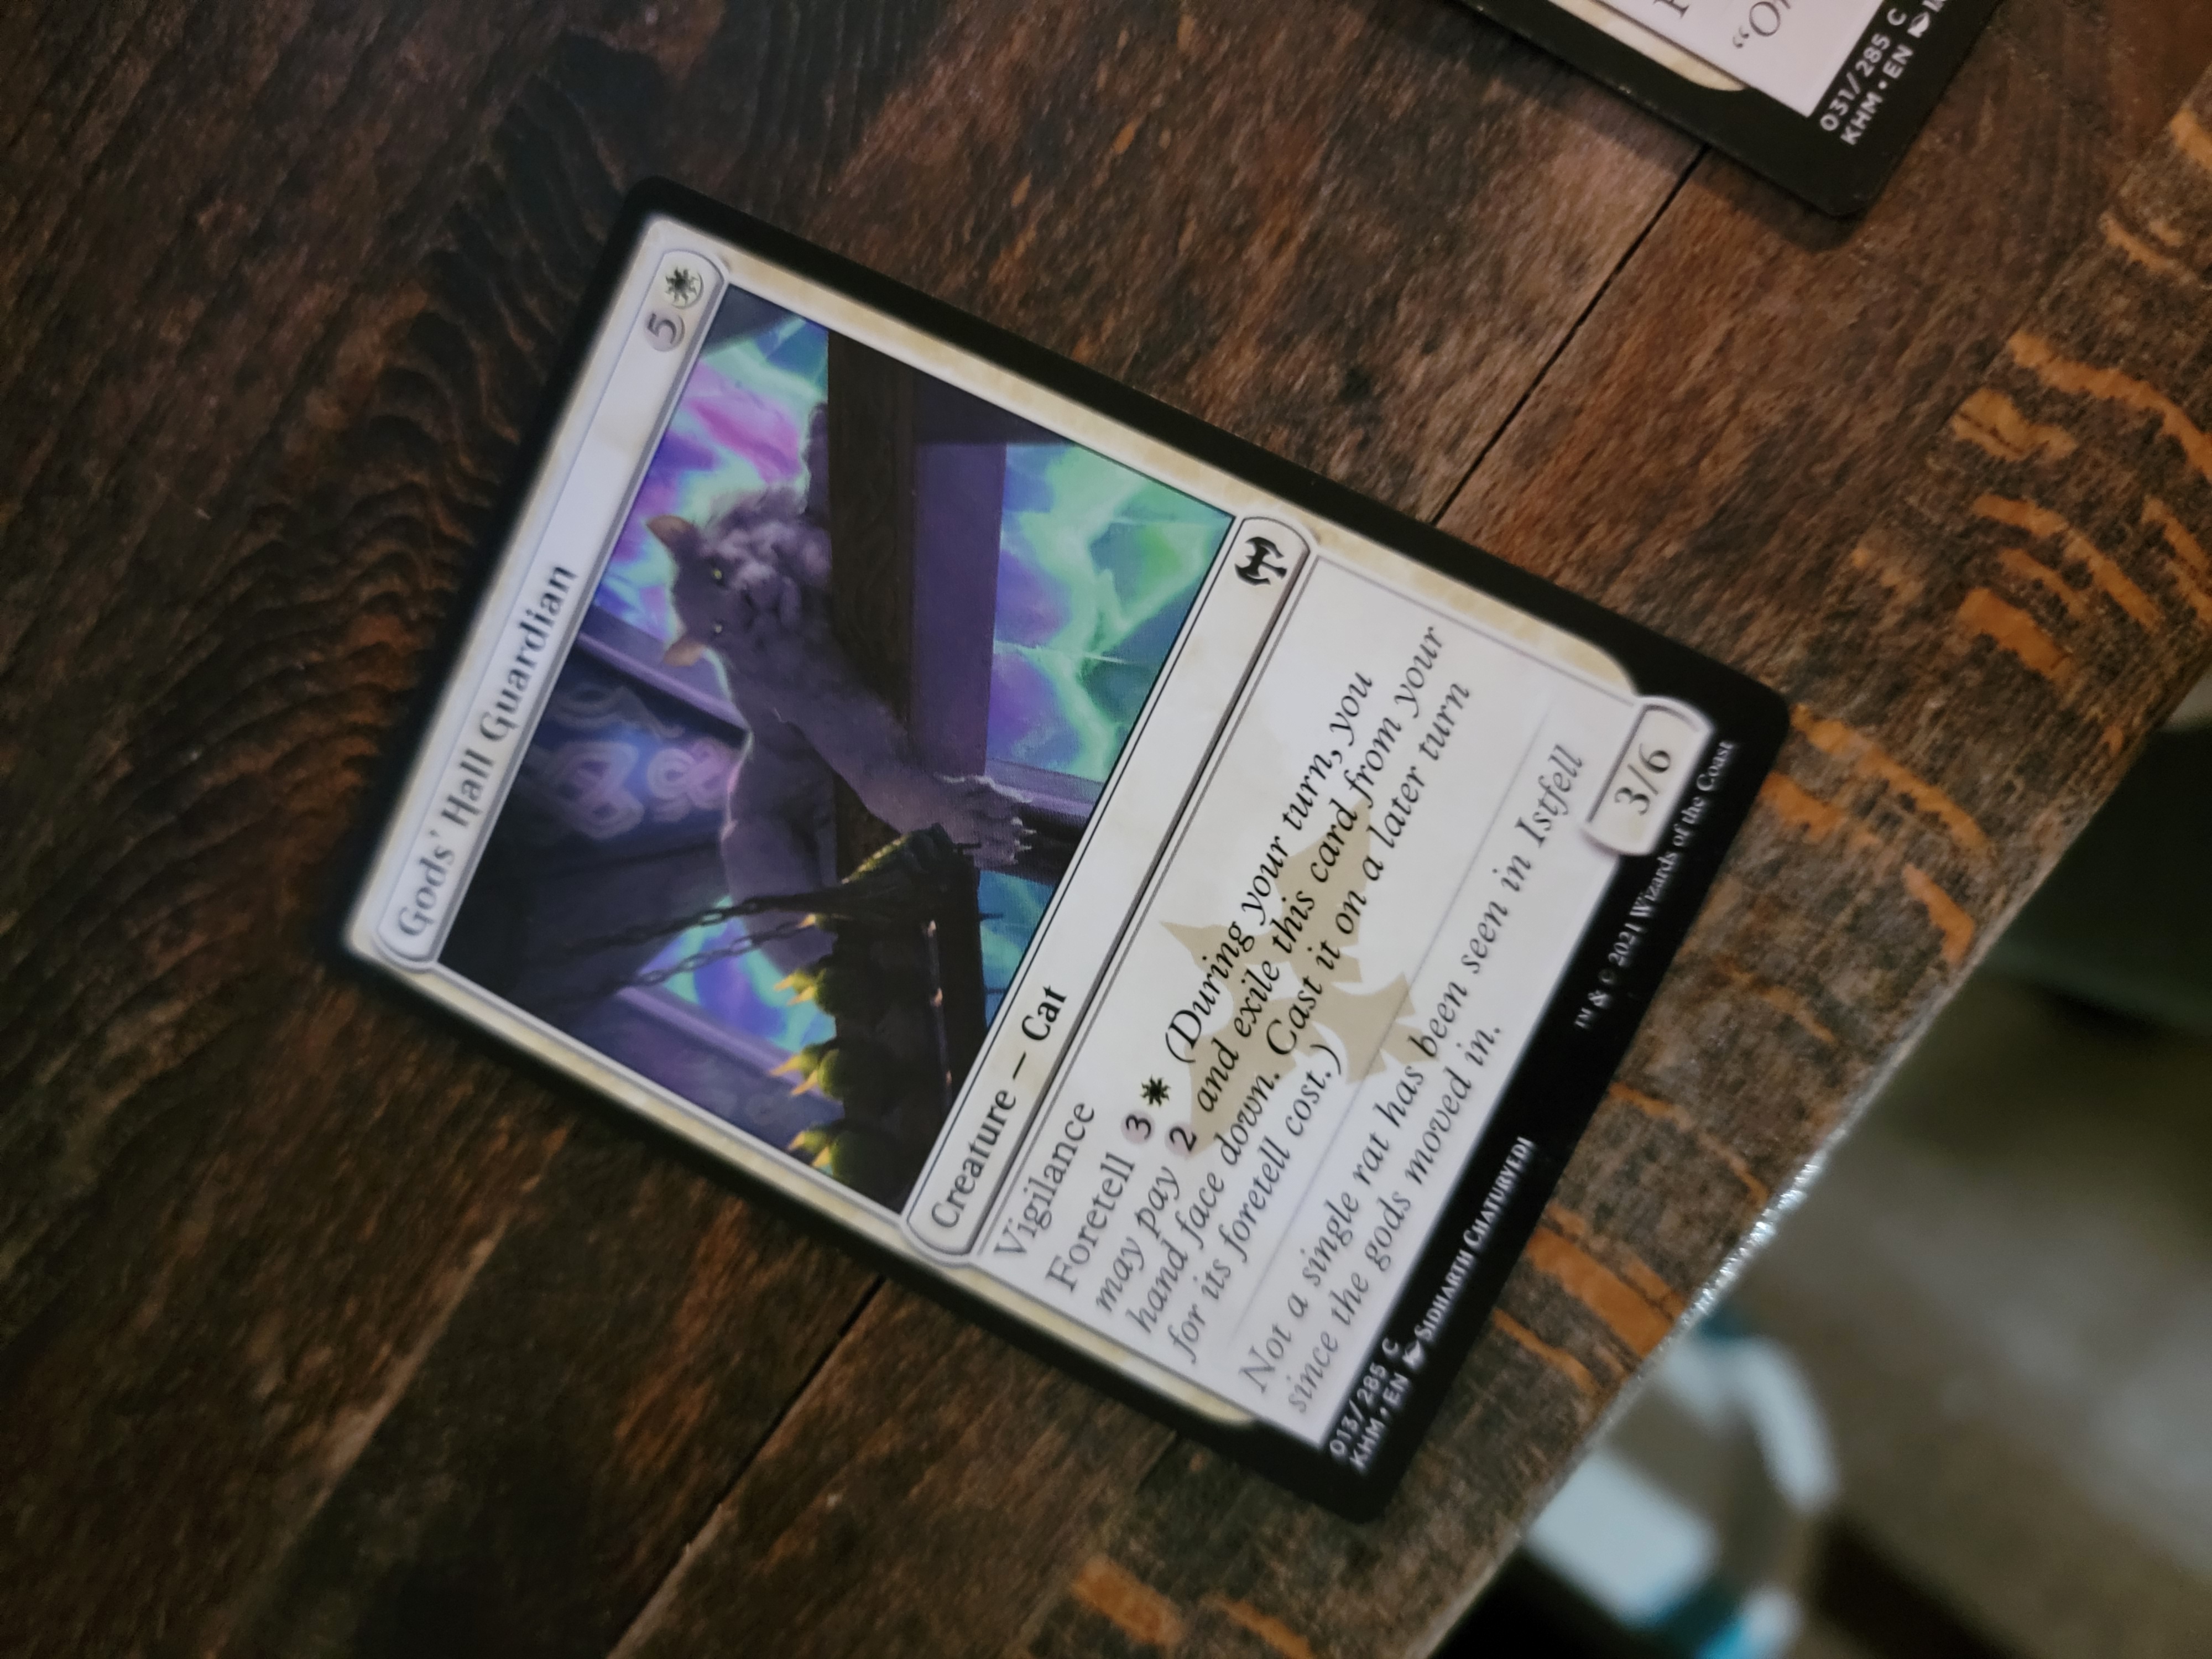 Gods' Hall Guardian
5
Creature — Cat
Vigilance
Foretell 3 (During your turn, you
may pay 2 and exile this card from your
hand face down. Cast it on a later turn
for its foretell cost.)
Not a single rat has been seen in Istfell
since the gods moved in.
3/6
013/285 C
KHM • EN SIDHARTH CHATURVEDI
™ & © 2021 Wizards of the Coast
031/285 C
KHM • EN